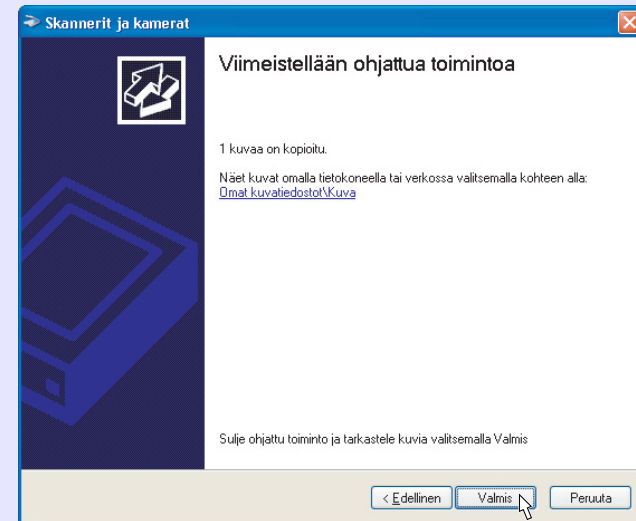 Skannerit ja kamerat
Viimeistellään ohjattua toimintoa
1 kuvaa on kopioitu.
Näet kuvat omalla tietokoneella tai verkossa valitsemalla kohteen alla:
Omat kuvatiedostot\Kuva
Sulje ohjattu toiminto ja tarkastele kuvia valitsemalla Valmis
< Edellinen Valmis Peruuta